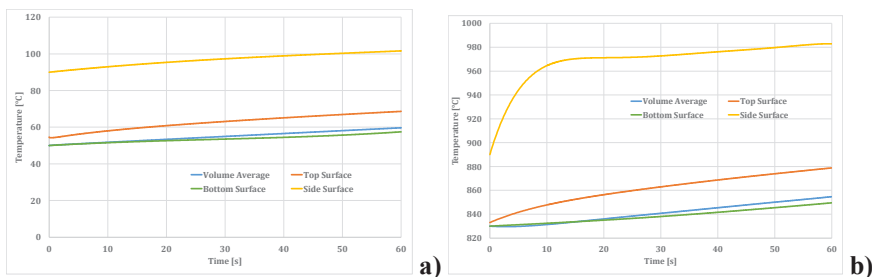 120
100
80
60
40
20
0
0 10 20 30 40 50 60
Temperature [°C]
Time [s]
Volume Average Top Surface
Bottom Surface Side Surface
a)
1000
980
960
940
920
900
880
860
840
820
0 10 20 30 40 50 60
Temperature [°C]
Time [s]
Volume Average Top Surface
Bottom Surface Side Surface
b)